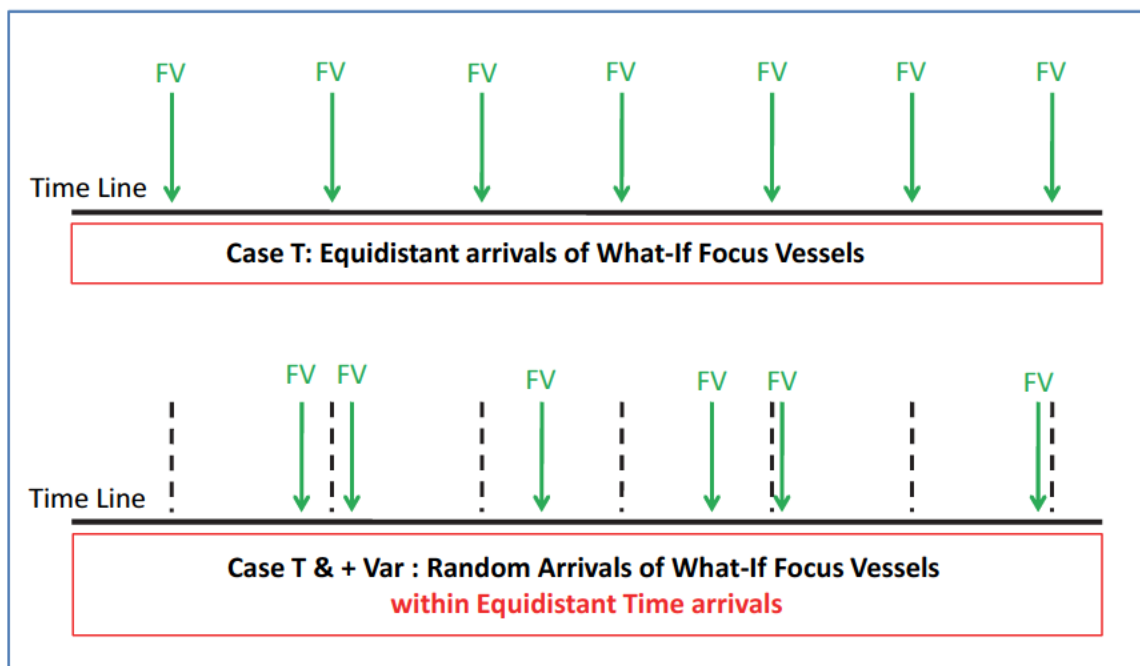 FV FV FV FV FV FV FV
Time Line
Case T: Equidistant arrivals of What-If Focus Vessels
FV FV FV FV FV FV
Time Line
Case T & + Var : Random Arrivals of What-If Focus Vessels
within Equidistant Time arrivals